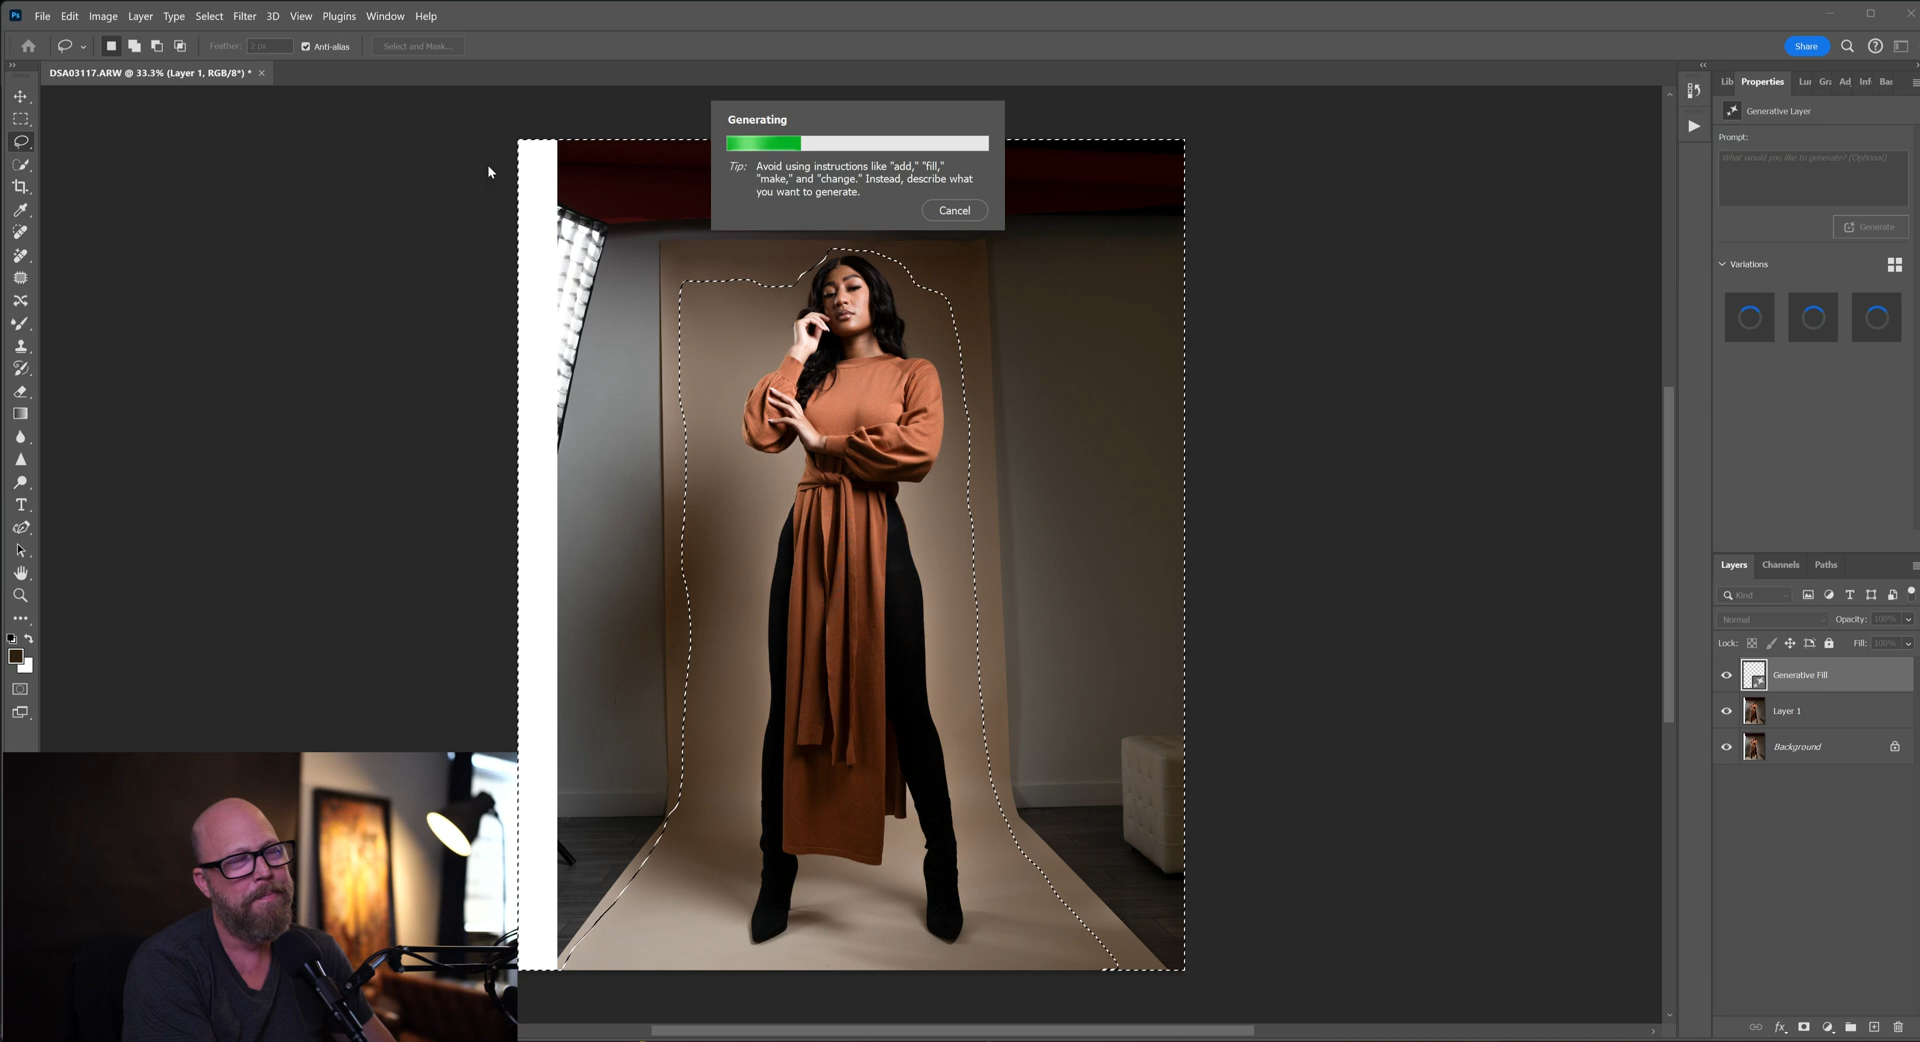 Ps File Edit Image Layer Type Select Filter 3D View Plugins Window Help
Feather: 2 px Anti-alias Select and Mask... Share
DSA03117.ARW @ 33.3% (Layer 1, RGB/8*) *
Lib Properties Lu Gr Ad Inf Ba
Generative Layer
Prompt:
What would you like to generate? (Optional)
Generate
Variations
Generating
Tip: Avoid using instructions like "add," "fill,"
"make," and "change." Instead, describe what
you want to generate.
Cancel
Layers Channels Paths
Kind
Normal Opacity: 100%
Lock: Fill: 100%
Generative Fill
Layer 1
Background
fx